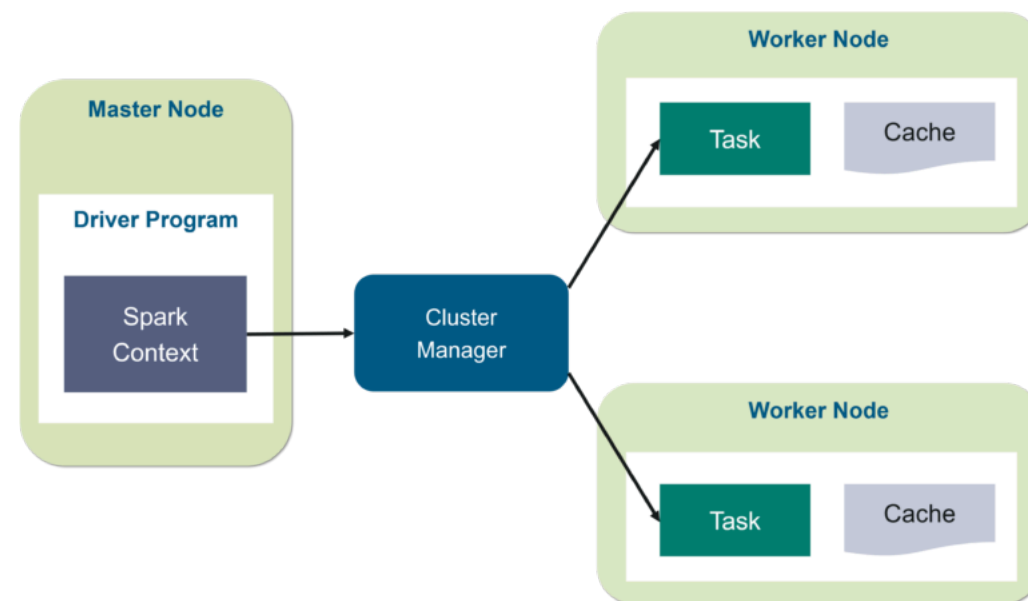 Master Node
Driver Program
Spark
Context
Cluster
Manager
Worker Node
Task
Cache
Worker Node
Task
Cache